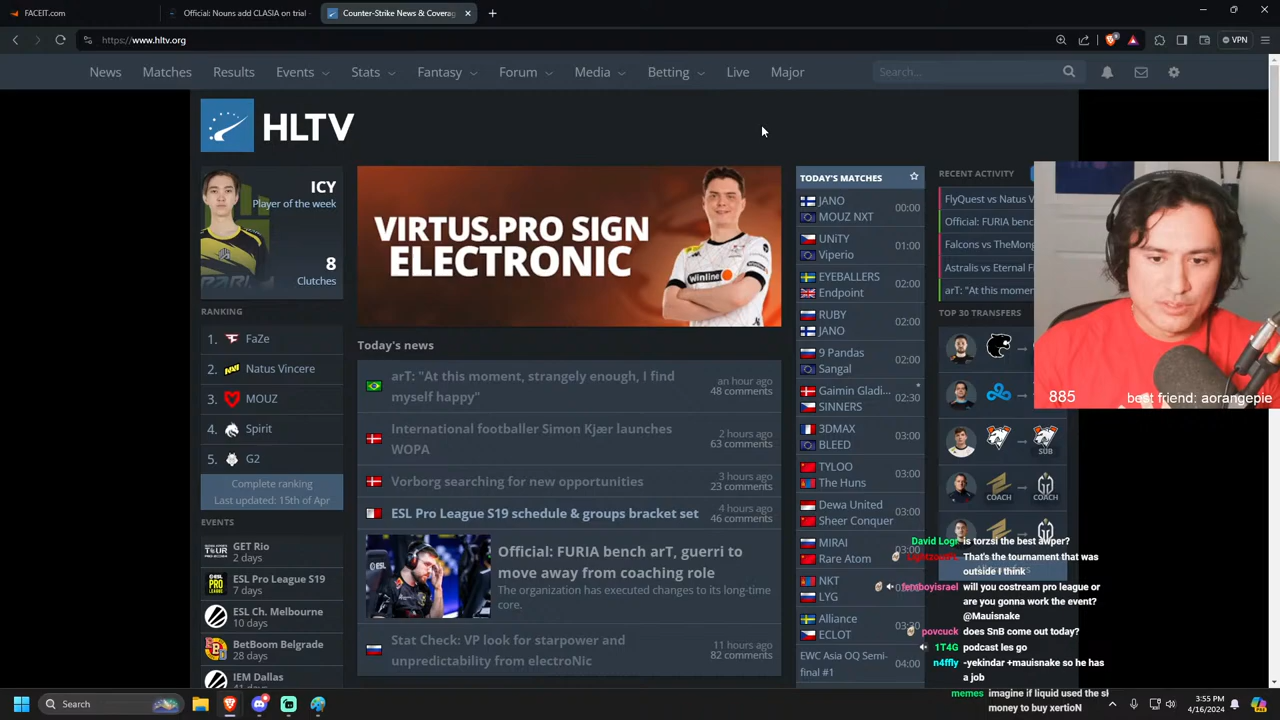 FACEIT.com
Official: Nouns add CLASIA on trial
Counter-Strike News & Coverag
https://www.hltv.org
VPN
News Matches Results Events Stats Fantasy Forum Media Betting Live Major
Search...
HLTV
ICY
Player of the week
8
Clutches
RANKING
1. FaZe
2. Natus Vincere
3. MOUZ
4. Spirit
5. G2
Complete ranking
Last updated: 15th of Apr
EVENTS
GET Rio
2 days
ESL Pro League S19
7 days
ESL Ch. Melbourne
10 days
BetBoom Belgrade
28 days
IEM Dallas
41 days
VIRTUS.PRO SIGN
ELECTRONIC
Winline
Today's news
arT: "At this moment, strangely enough, I find
myself happy"
an hour ago
48 comments
International footballer Simon Kjær launches
WOPA
2 hours ago
63 comments
Vorborg searching for new opportunities
3 hours ago
23 comments
ESL Pro League S19 schedule & groups bracket set
4 hours ago
46 comments
Official: FURIA bench arT, guerri to
move away from coaching role
The organization has executed changes to its long-time
core.
Stat Check: VP look for starpower and
unpredictability from electroNic
11 hours ago
82 comments
TODAY'S MATCHES
JANO
MOUZ NXT
00:00
UNiTY
Viperio
01:00
EYEBALLERS
Endpoint
02:00
RUBY
JANO
02:00
9 Pandas
Sangal
02:00
Gaimin Gladi...
SINNERS
02:30
3DMAX
BLEED
03:00
TYLOO
The Huns
03:00
Dewa United
Sheer Conquer
03:00
MIRAI
Rare Atom
03:00
NKT
LYG
Alliance
ECLOT
EWC Asia OQ Semi-
final #1
04:00
RECENT ACTIVITY
FlyQuest vs Natus V
Official: FURIA benc
Falcons vs TheMong
Astralis vs Eternal F
arT: "At this momen
TOP 30 TRANSFERS
SUB
COACH
COACH
885
best friend: aorangepie
is torzsi the best awper?
That's the tournament that was
outside I think
femboyisrael will you costream pro league or
are you gonna work the event?
@Mauisnake
povcuck does SnB come out today?
1T4G podcast les go
n4ffly -yekindar +mauisnake so he has
a job
memes imagine if liquid used the
money to buy xertioN
Search
3:55 PM
4/16/2024